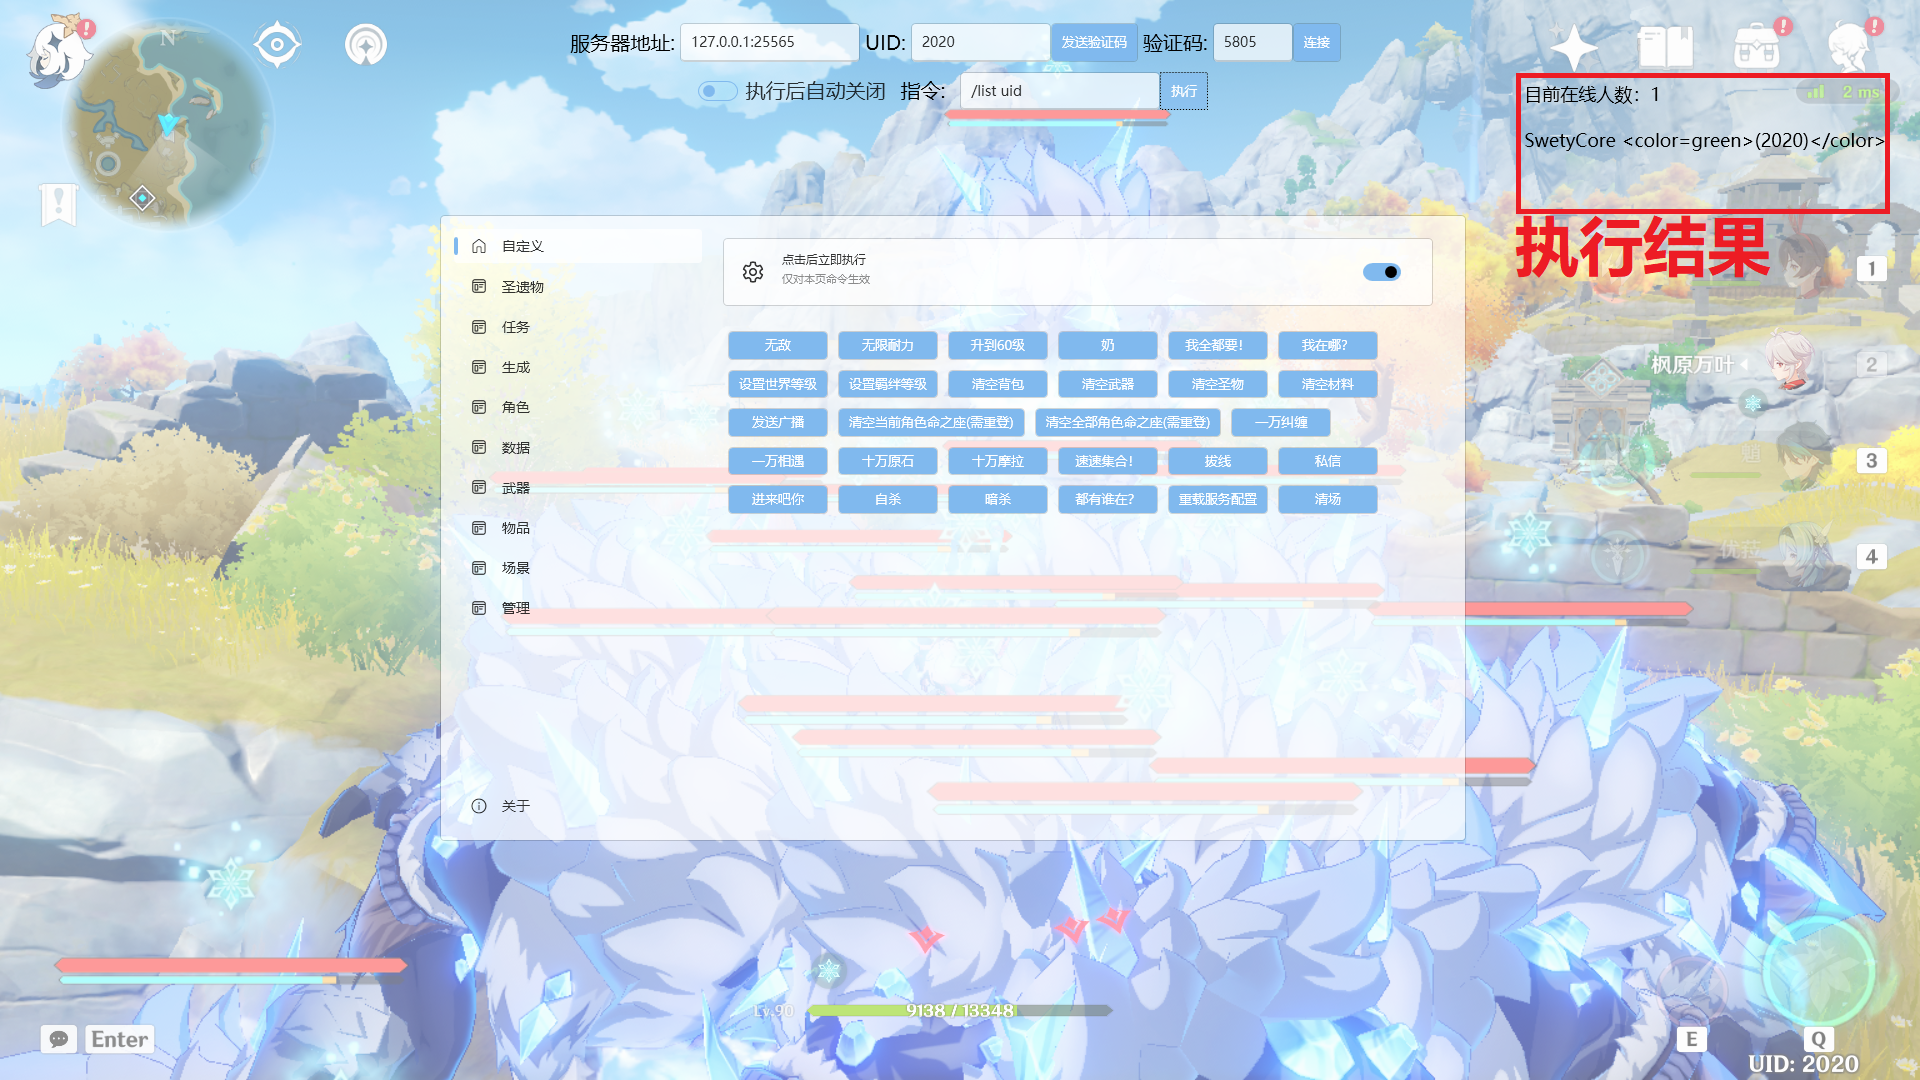 N
服务器地址: 127.0.0.1:25565 UID: 2020 发送验证码 验证码: 5805 连接
执行后自动关闭 指令: /list uid 执行
2 ms
目前在线人数：1
SwetyCore <color=green>(2020)</color>
执行结果
自定义
圣遗物
任务
生成
角色
数据
武器
物品
场景
管理
关于
点击后立即执行
仅对本页命令生效
无敌 无限耐力 升到60级 奶 我全都要！ 我在哪？
设置世界等级 设置羁绊等级 清空背包 清空武器 清空圣物 清空材料
发送广播 清空当前角色命之座(需重登) 清空全部角色命之座(需重登) 一万纠缠
一万相遇 十万原石 十万摩拉 速速集合！ 拔线 私信
进来吧你 自杀 暗杀 都有谁在？ 重载服务配置 清场
1
枫原万叶 2
3
优菈 4
Lv.90 9138 / 13348
Enter
E Q
UID: 2020